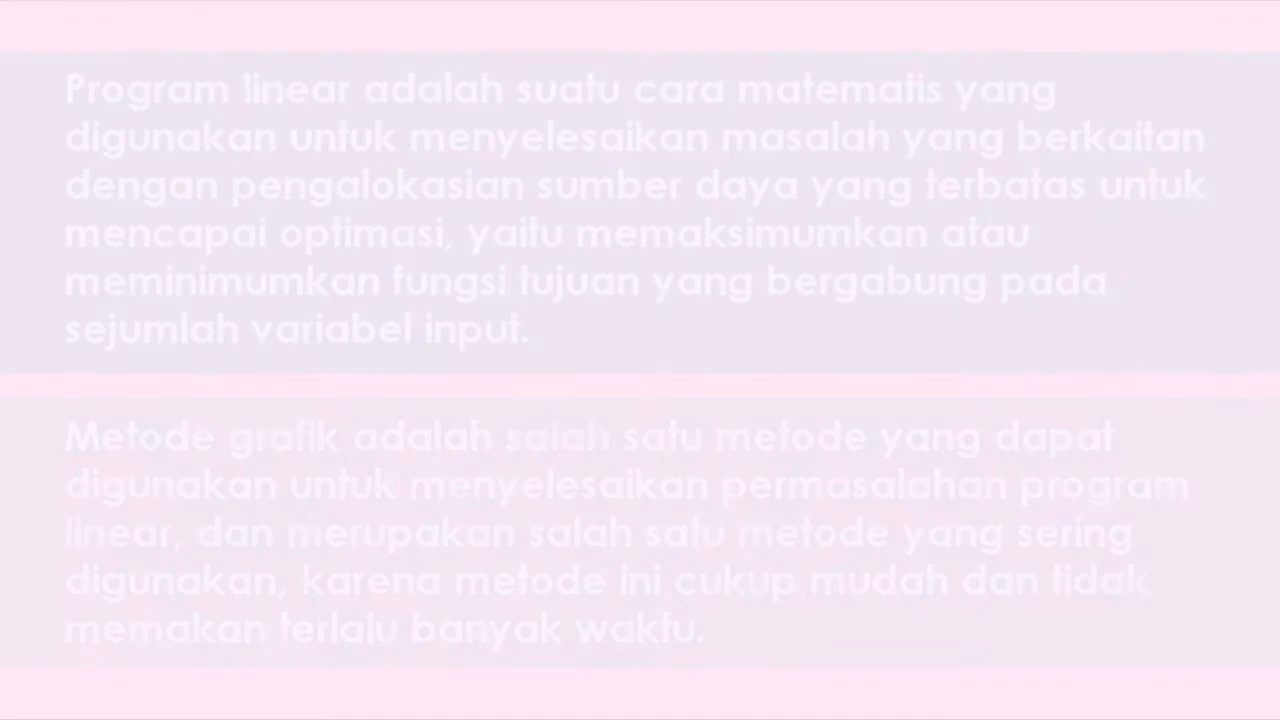 Program linear adalah suatu cara matematis yang
digunakan untuk menyelesaikan masalah yang berkaitan
dengan pengalokasian sumber daya yang terbatas untuk
mencapai optimasi, yaitu memaksimumkan atau
meminimumkan fungsi tujuan yang bergabung pada
sejumlah variabel input.
Metode grafik adalah salah satu metode yang dapat
digunakan untuk menyelesaikan permasalahan program
linear, dan merupakan salah satu metode yang sering
digunakan, karena metode ini cukup mudah dan tidak
memakan terlalu banyak waktu.